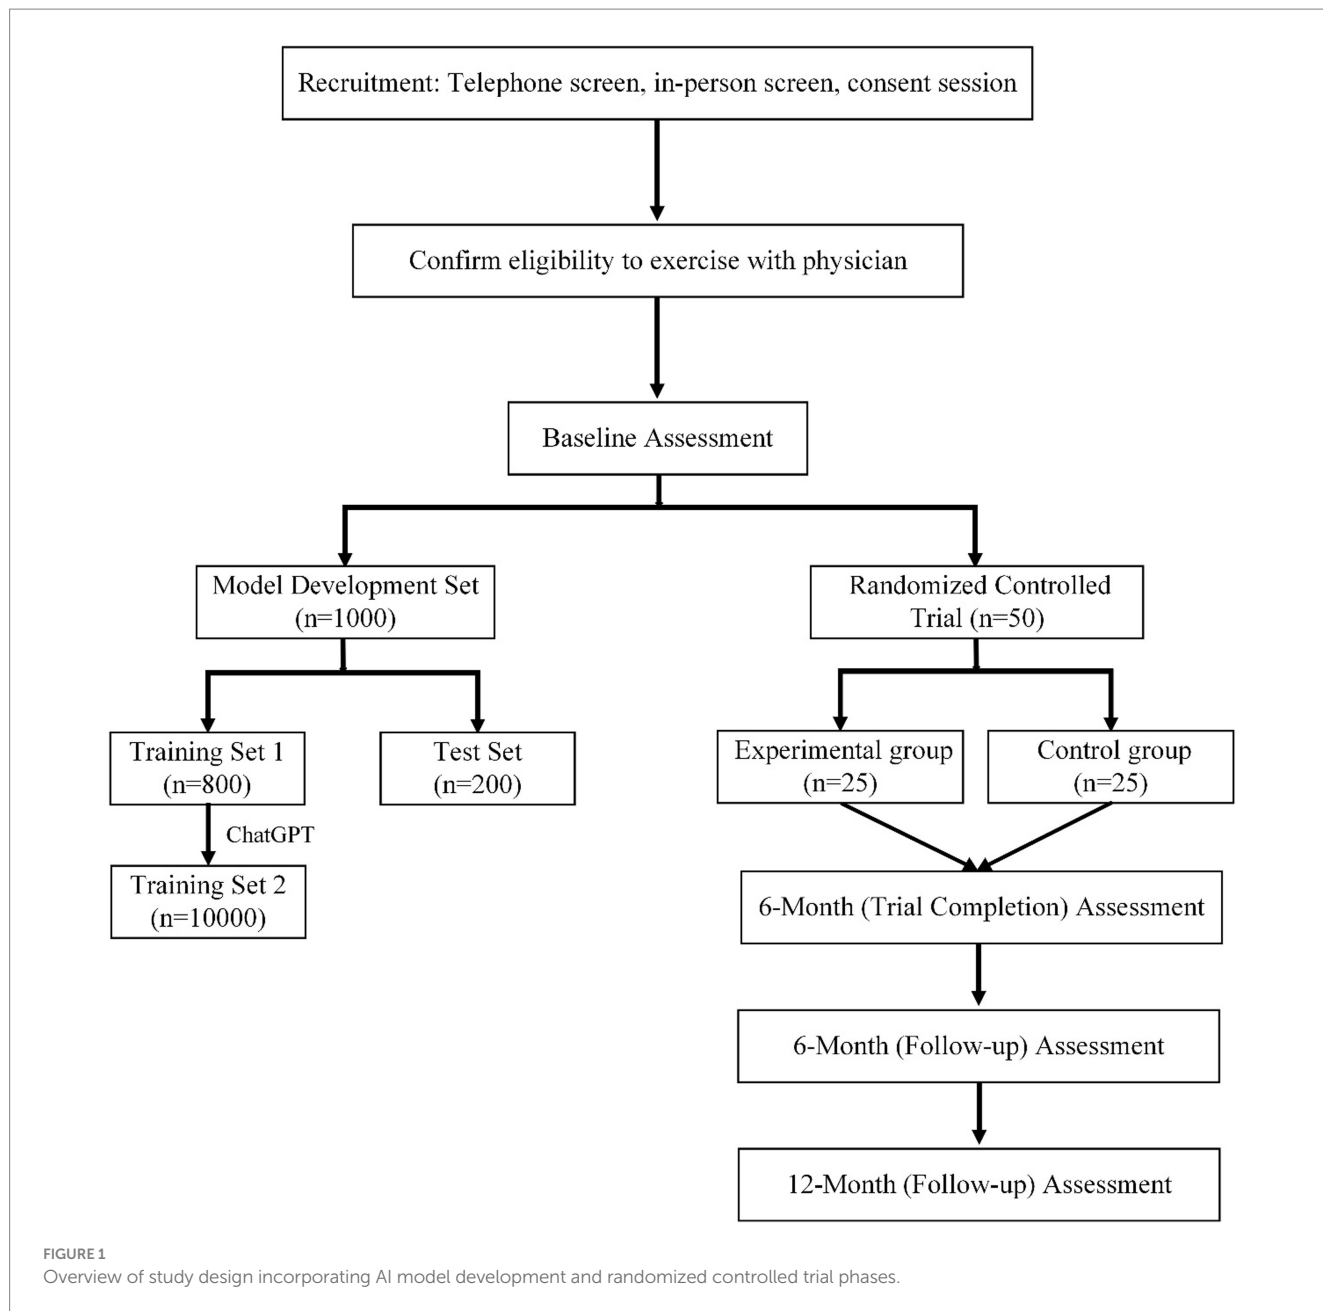 Recruitment: Telephone screen, in-person screen, consent session
Confirm eligibility to exercise with physician
Baseline Assessment
Model Development Set
(n=1000)
Randomized Controlled
Trial (n=50)
Training Set 1
(n=800)
Test Set
(n=200)
Experimental group
(n=25)
Control group
(n=25)
ChatGPT
Training Set 2
(n=10000)
6-Month (Trial Completion) Assessment
6-Month (Follow-up) Assessment
12-Month (Follow-up) Assessment
FIGURE 1
Overview of study design incorporating AI model development and randomized controlled trial phases.